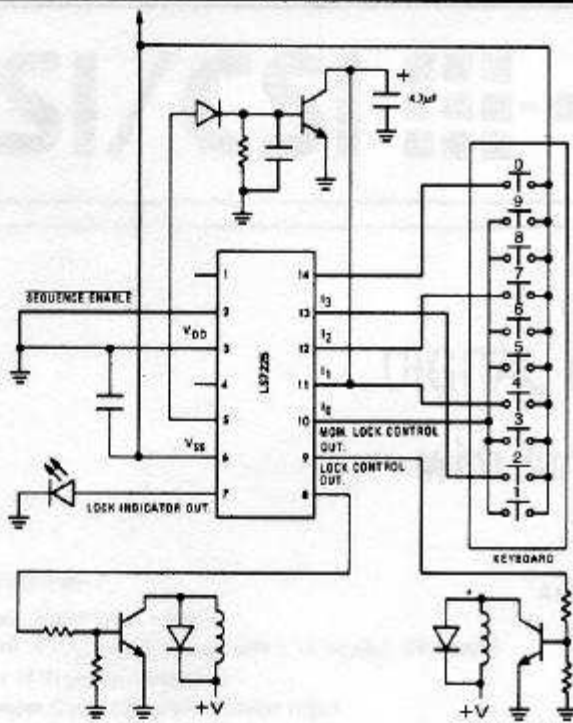 +
4.7µF
0
9
8
7
6
5
4
3
2
1
KEYBOARD
LS7225
1
2
3
4
5
6
7
14
13
12
11
10
9
8
SEQUENCE ENABLE
VDD
VSS
LOCK INDICATOR OUT.
I3
I2
I1
I0
MOM. LOCK CONTROL
OUT.
LOCK CONTROL
OUT.
+V
+V